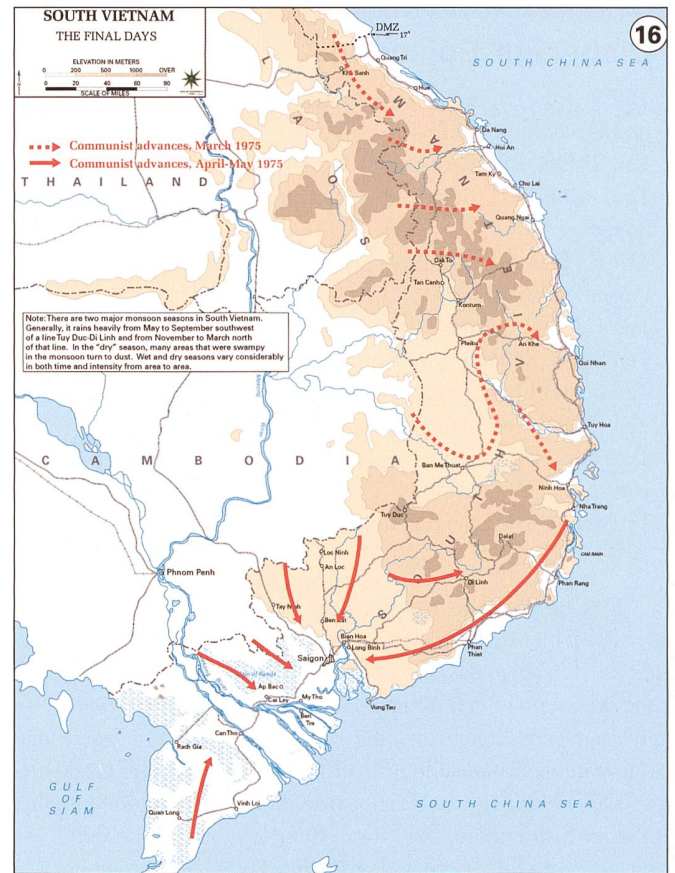 SOUTH VIETNAM
THE FINAL DAYS
ELEVATION IN METERS
0 200 500 1000 OVER
0 20 40 60 80
SCALE OF MILES
16
DMZ
17°
SOUTH CHINA SEA
Quang Tri
Khe Sanh
Hue
Communist advances, March 1975
Communist advances, April-May 1975
Da Nang
Hoi An
Tam Ky
Chu Lai
THAILAND
LAOS
Quang Ngai
Dak To
Tan Canh
Kontum
Note: There are two major monsoon seasons in South Vietnam.
Generally, it rains heavily from May to September southwest
of a line Tuy Duc-Di Linh and from November to March north
of that line. In the "dry" season, many areas that were swampy
in the monsoon turn to dust. Wet and dry seasons vary considerably
in both time and intensity from area to area.
Pleiku
An Khe
Qui Nhon
Mekong
River
Tuy Hoa
CAMBODIA
Ban Me Thuot
SOUTH VIETNAM
Ninh Hoa
Nha Trang
Tuy Duc
Dalat
Loc Ninh
An Loc
CAM RANH
Phnom Penh
Di Linh
Phan Rang
Tay Ninh
Bien Hoa
Long Binh
Phan
Thiet
Saigon
Plain of Reeds
Ap Bac
Cai Lay
My Tho
Vung Tau
Ben
Tre
Can Tho
Rach Gia
GULF
OF
SIAM
Vinh Loi
Quan Long
SOUTH CHINA SEA